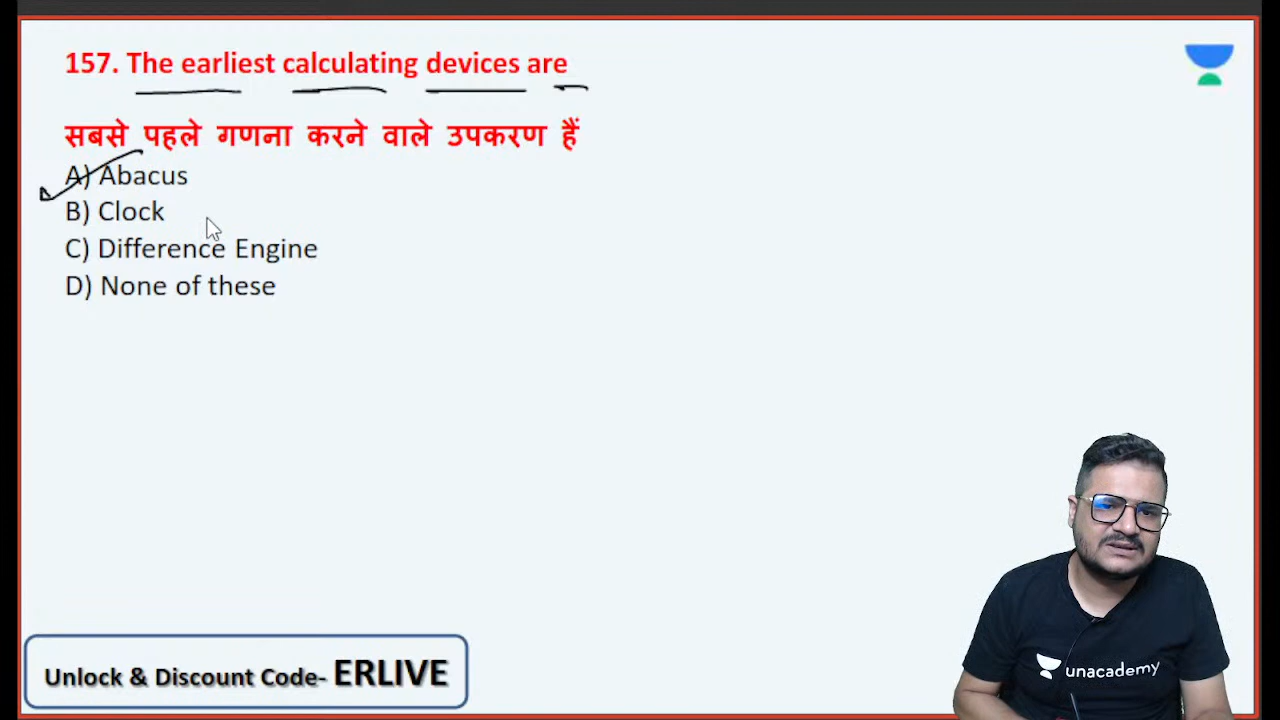 157. The earliest calculating devices are
सबसे पहले गणना करने वाले उपकरण हैं
A) Abacus
B) Clock
C) Difference Engine
D) None of these
unacademy
Unlock & Discount Code- ERLIVE